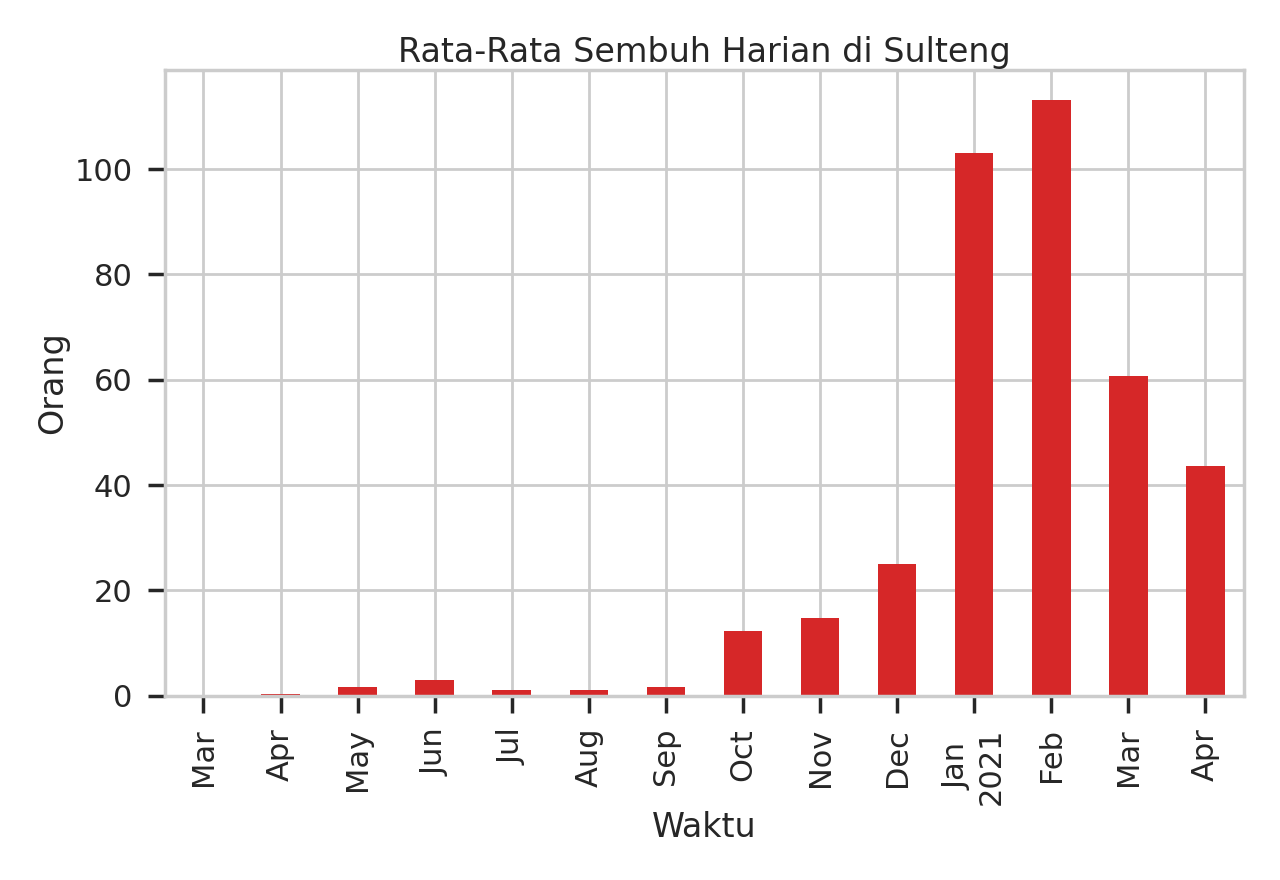 Rata-Rata Sembuh Harian di Sulteng
Orang
100
80
60
40
20
0
Mar
Apr
May
Jun
Jul
Aug
Sep
Oct
Nov
Dec
Jan
2021
Feb
Mar
Apr
Waktu